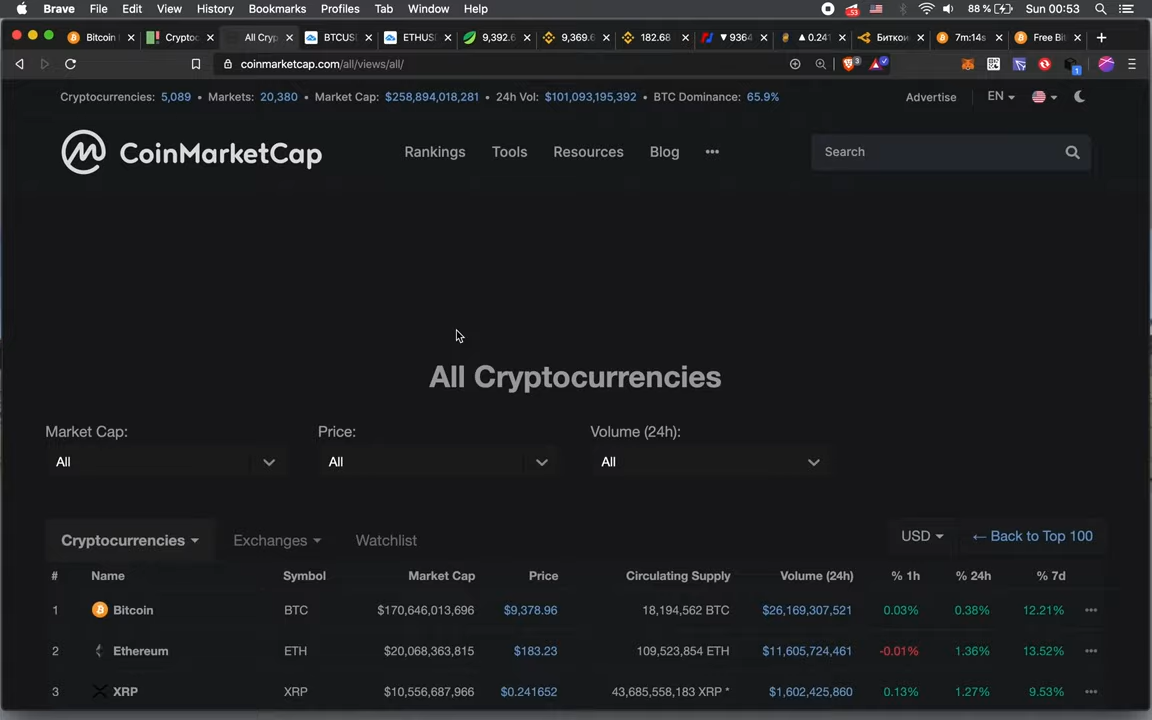 Brave File Edit View History Bookmarks Profiles Tab Window Help 53 88 % Sun 00:53
Bitcoin All Cryp BTCUS ETHUS 9,392. 9,369. 182.68 ▼ 9364 ▲ 0.241 Биткои 7m:14s Free Bi
coinmarketcap.com/all/views/all/ 3 1
Cryptocurrencies: 5,089 • Markets: 20,380 • Market Cap: $258,894,018,281 • 24h Vol: $101,093,195,392 • BTC Dominance: 65.9% Advertise EN
CoinMarketCap Rankings Tools Resources Blog ••• Search
All Cryptocurrencies
Market Cap: Price: Volume (24h):
All All All
Cryptocurrencies Exchanges Watchlist USD ← Back to Top 100
# Name Symbol Market Cap Price Circulating Supply Volume (24h) % 1h % 24h % 7d
1 Bitcoin BTC $170,646,013,696 $9,378.96 18,194,562 BTC $26,169,307,521 0.03% 0.38% 12.21% •••
2 Ethereum ETH $20,068,363,815 $183.23 109,523,854 ETH $11,605,724,461 -0.01% 1.36% 13.52% •••
3 XRP XRP $10,556,687,966 $0.241652 43,685,558,183 XRP * $1,602,425,860 0.13% 1.27% 9.53% •••